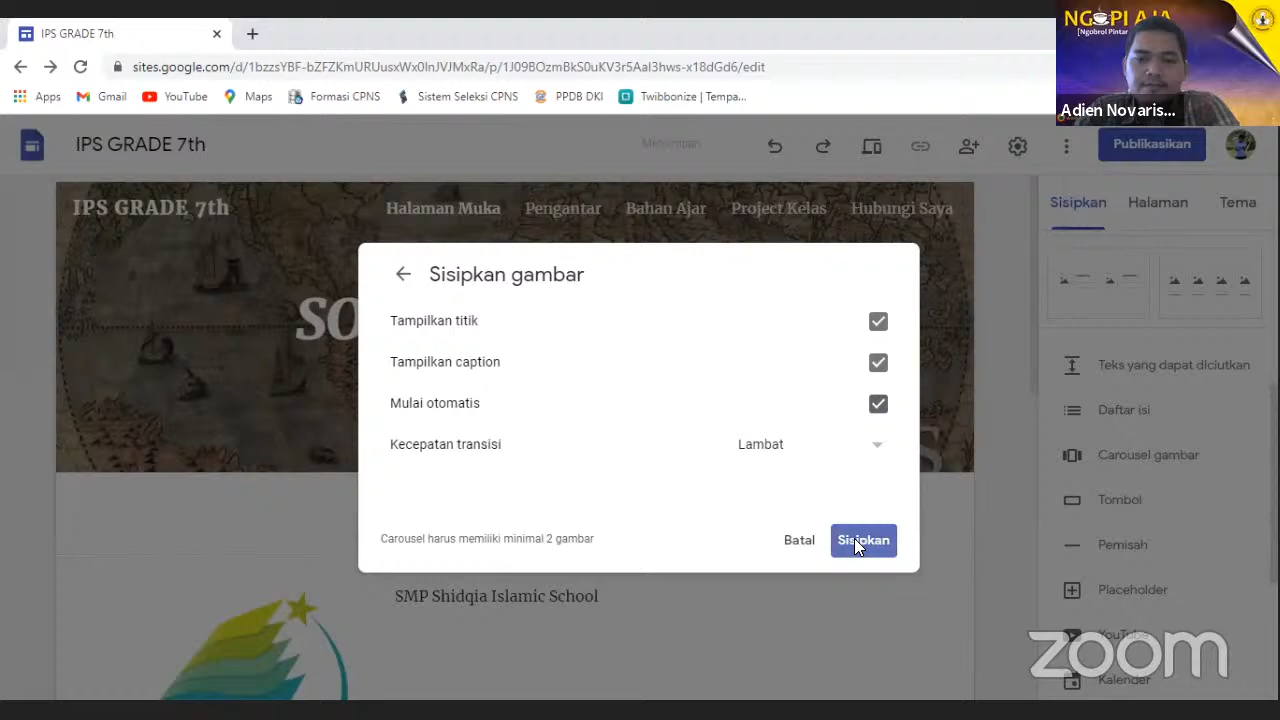 IPS GRADE 7th
sites.google.com/d/1bzzsYBF-bZFZKmURUusxWx0lnJVJMxRa/p/1J09BOzmBkS0uKV3r5Aal3hws-x18dGd6/edit
Apps Gmail YouTube Maps Formasi CPNS Sistem Seleksi CPNS PPDB DKI Twibbonize | Tempa...
NGOPI AJA
[Ngobrol Pintar
Adien Novaris...
IPS GRADE 7th
Menyimpan
Publikasikan
IPS GRADE 7th
Halaman Muka Pengantar Bahan Ajar Project Kelas Hubungi Saya
Sisipkan Halaman Tema
SO
S
Sisipkan gambar
Tampilkan titik
Tampilkan caption
Mulai otomatis
Kecepatan transisi Lambat
Carousel harus memiliki minimal 2 gambar
Batal Sisipkan
SMP Shidqia Islamic School
Teks yang dapat diciutkan
Daftar isi
Carousel gambar
Tombol
Pemisah
Placeholder
YouTube
Kalender
zoom